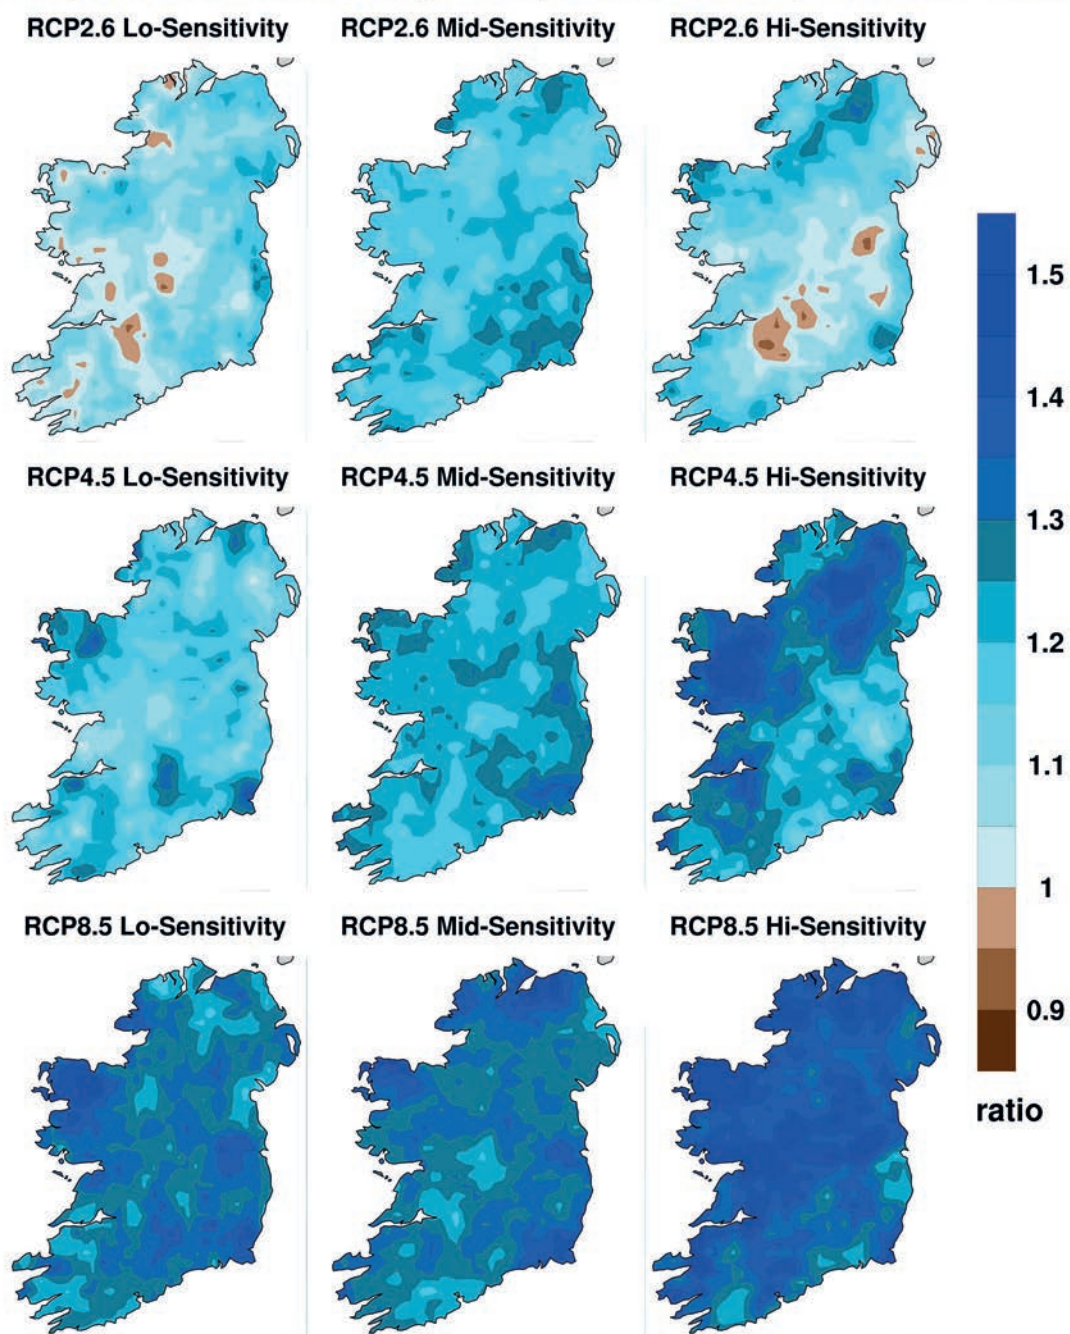 RCP2.6 Lo-Sensitivity RCP2.6 Mid-Sensitivity RCP2.6 Hi-Sensitivity
1.5
1.4
RCP4.5 Lo-Sensitivity RCP4.5 Mid-Sensitivity RCP4.5 Hi-Sensitivity
1.3
1.2
1.1
1
RCP8.5 Lo-Sensitivity RCP8.5 Mid-Sensitivity RCP8.5 Hi-Sensitivity
0.9
ratio